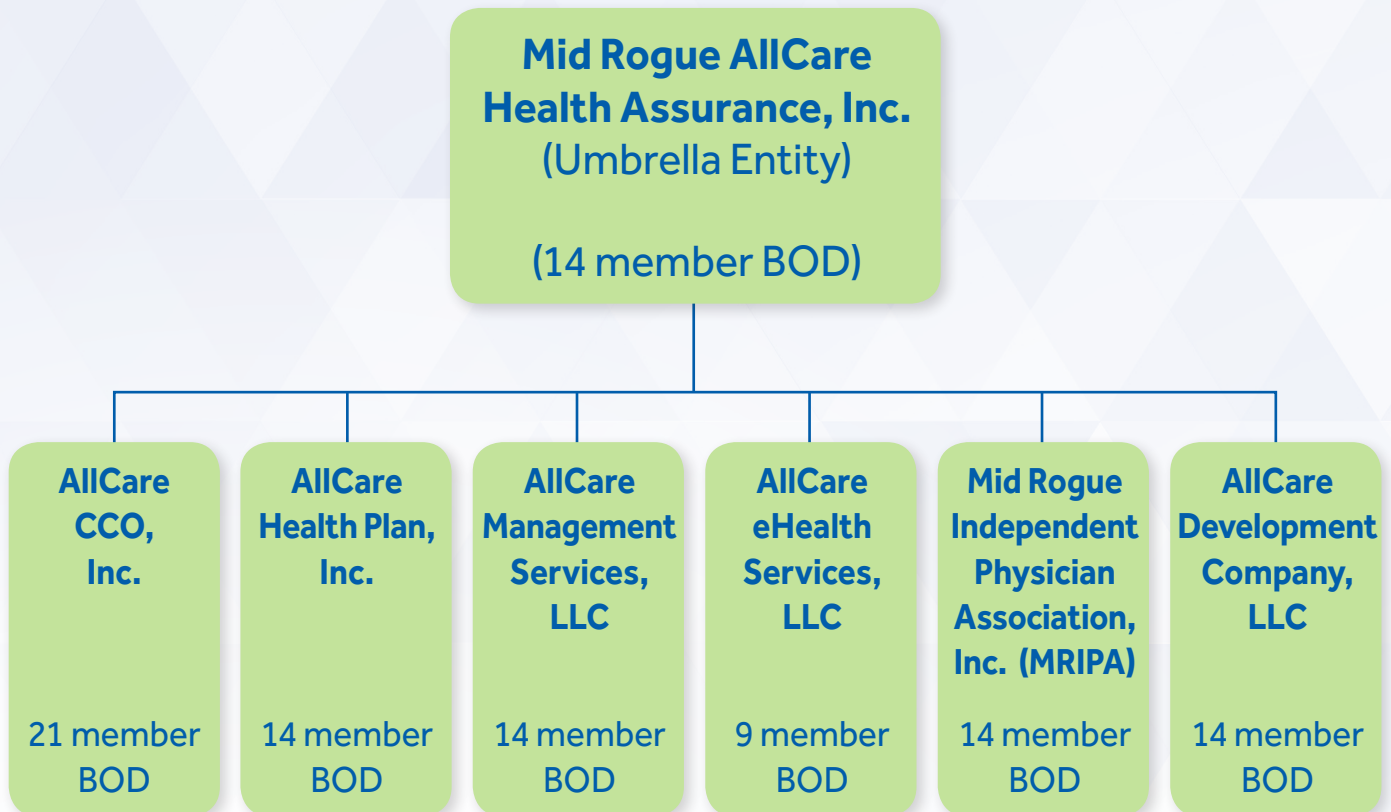 Mid Rogue AllCare
Health Assurance, Inc.
(Umbrella Entity)
(14 member BOD)
AllCare
CCO,
Inc.
21 member
BOD
AllCare
Health Plan,
Inc.
14 member
BOD
AllCare
Management
Services,
LLC
14 member
BOD
AllCare
eHealth
Services,
LLC
9 member
BOD
Mid Rogue
Independent
Physician
Association,
Inc. (MRIPA)
14 member
BOD
AllCare
Development
Company,
LLC
14 member
BOD